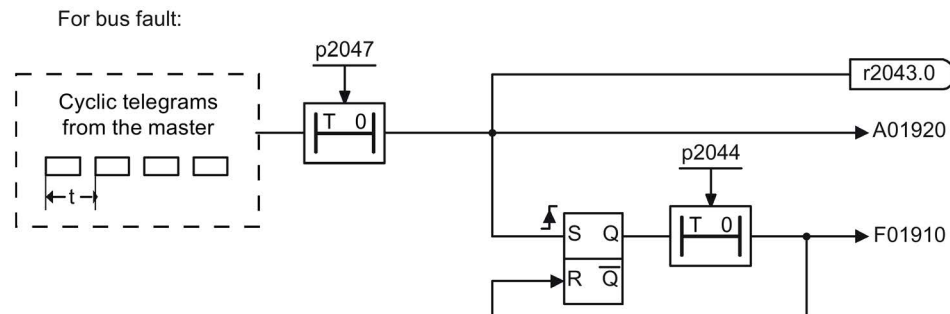 For bus fault:
p2047
r2043.0
Cyclic telegrams
from the master
T 0
A01920
p2044
t
T 0
S Q
F01910
R Q̅